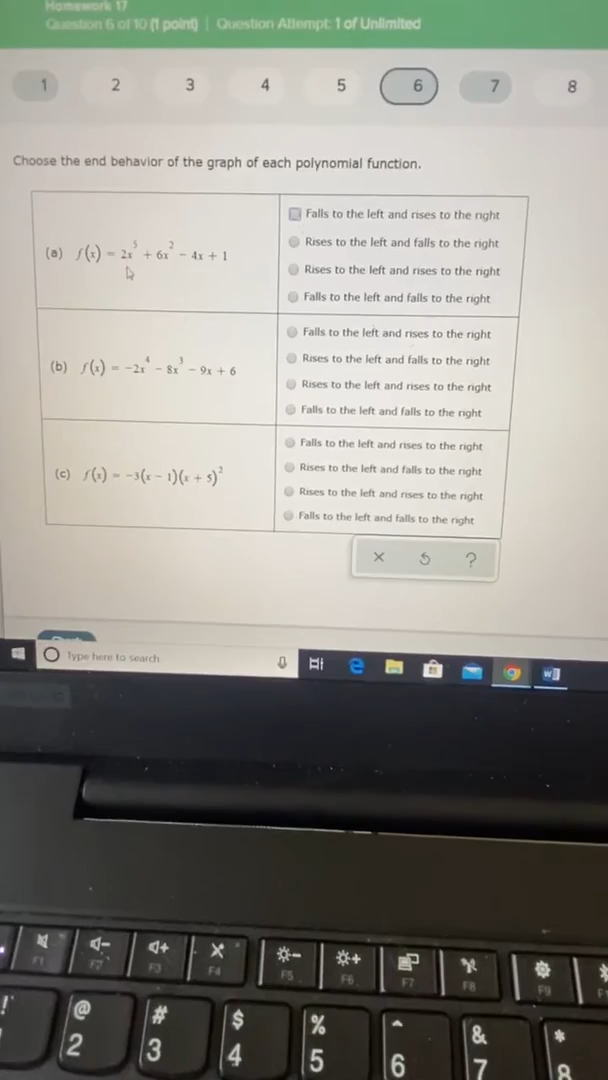 Homework 17
Question 6 of 10 (1 point) | Question Attempt: 1 of Unlimited
1 2 3 4 5 6 7 8
Choose the end behavior of the graph of each polynomial function.
(a) f(x) = 2x⁵ + 6x² − 4x + 1
Falls to the left and rises to the right
Rises to the left and falls to the right
Rises to the left and rises to the right
Falls to the left and falls to the right
(b) f(x) = −2x⁴ − 8x³ − 9x + 6
Falls to the left and rises to the right
Rises to the left and falls to the right
Rises to the left and rises to the right
Falls to the left and falls to the right
(c) f(x) = −3(x − 1)(x + 5)²
Falls to the left and rises to the right
Rises to the left and falls to the right
Rises to the left and rises to the right
Falls to the left and falls to the right
× ?
Type here to search
F1 F2 F3 F4 F5 F6 F7 F8 F9
! @ # $ % ^ & *
2 3 4 5 6 7 8